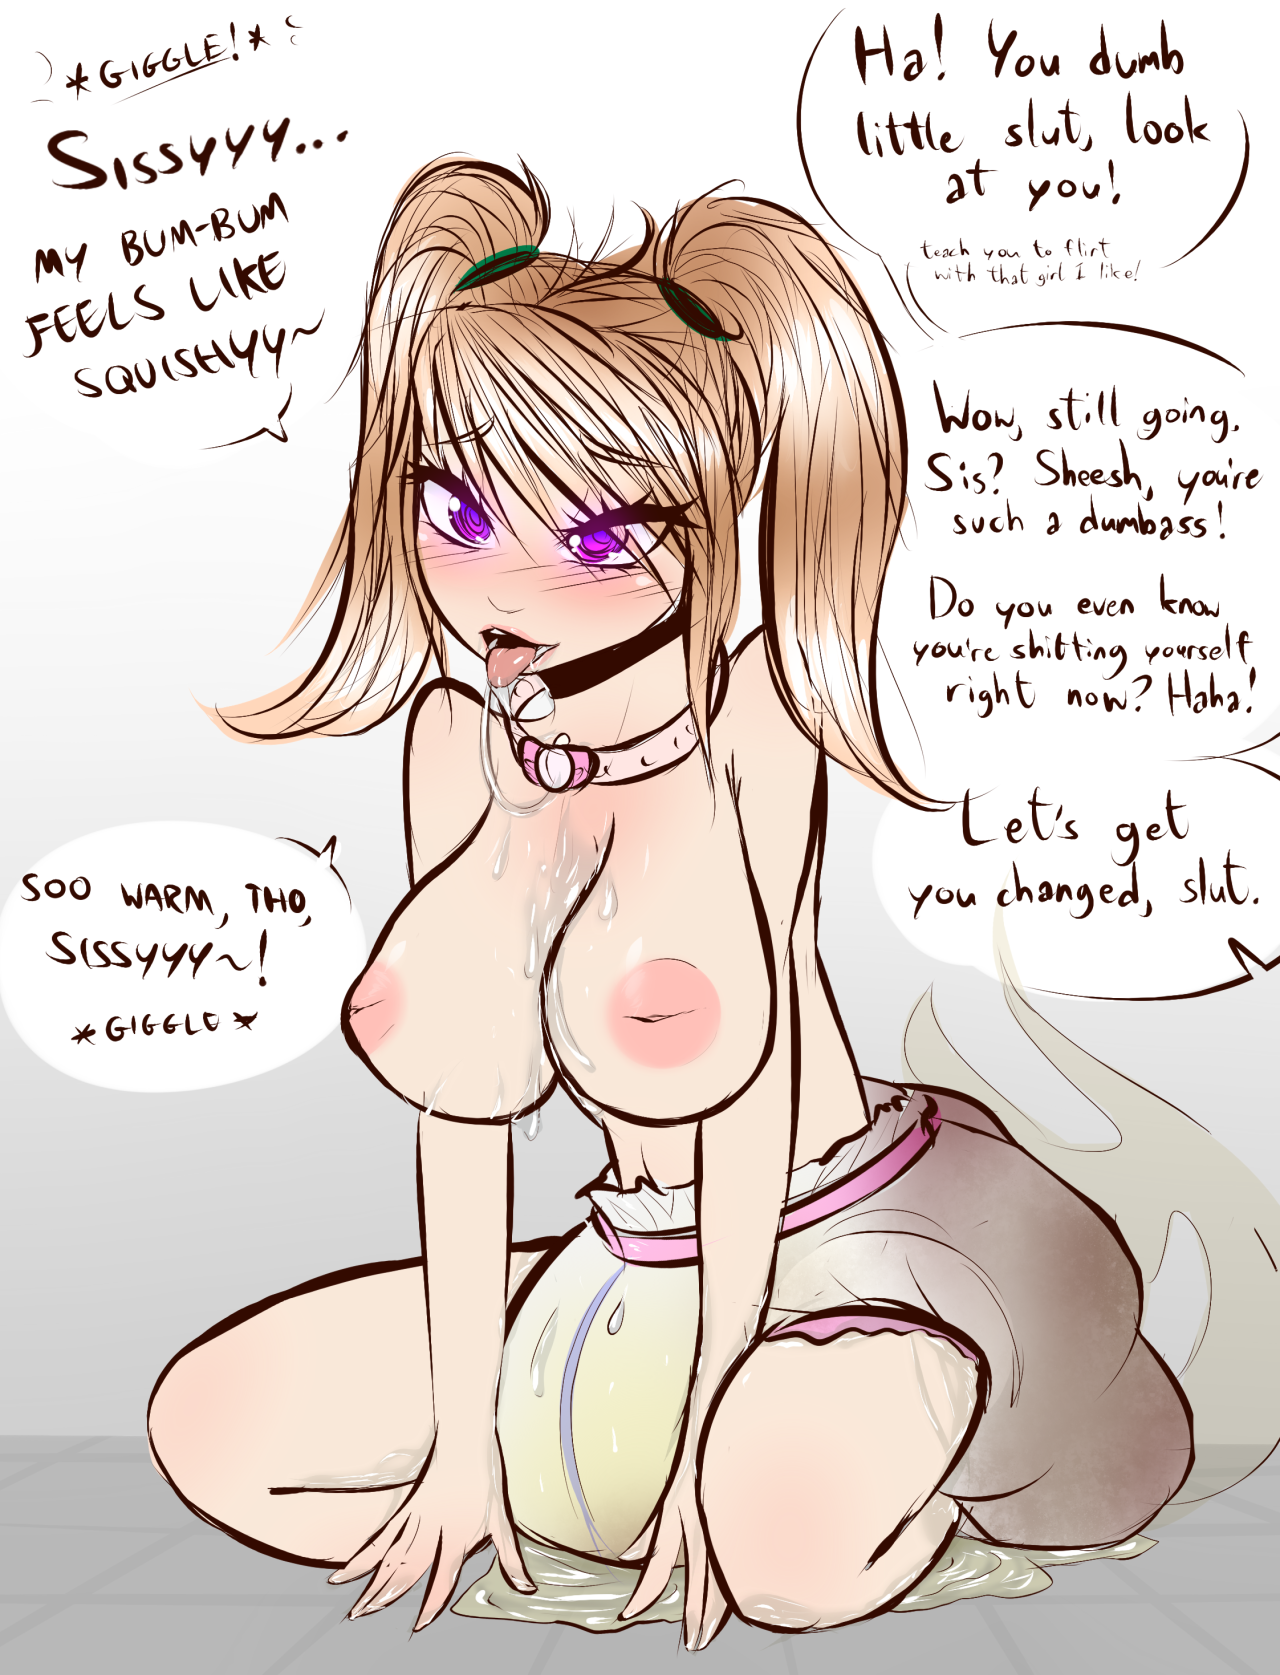 *GIGGLE!*
SISSYYY...
MY BUM-BUM
FEELS LIKE
SQUISHYY~
Ha! You dumb
little slut, look
at you!
teach you to flirt
with that girl I like!
Wow, still going,
Sis? Sheesh, you're
such a dumbass!
Do you even know
you're shitting yourself
right now? Haha!
Let's get
you changed, slut.
SOO WARM, THO,
SISSYYY~!
*GIGGLE*